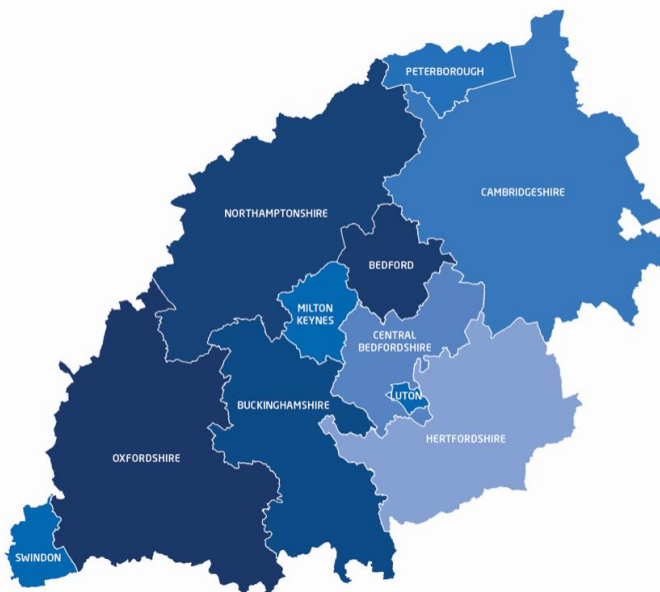 PETERBOROUGH
CAMBRIDGESHIRE
NORTHAMPTONSHIRE
BEDFORD
MILTON
KEYNES
CENTRAL
BEDFORDSHIRE
LUTON
BUCKINGHAMSHIRE
HERTFORDSHIRE
OXFORDSHIRE
SWINDON